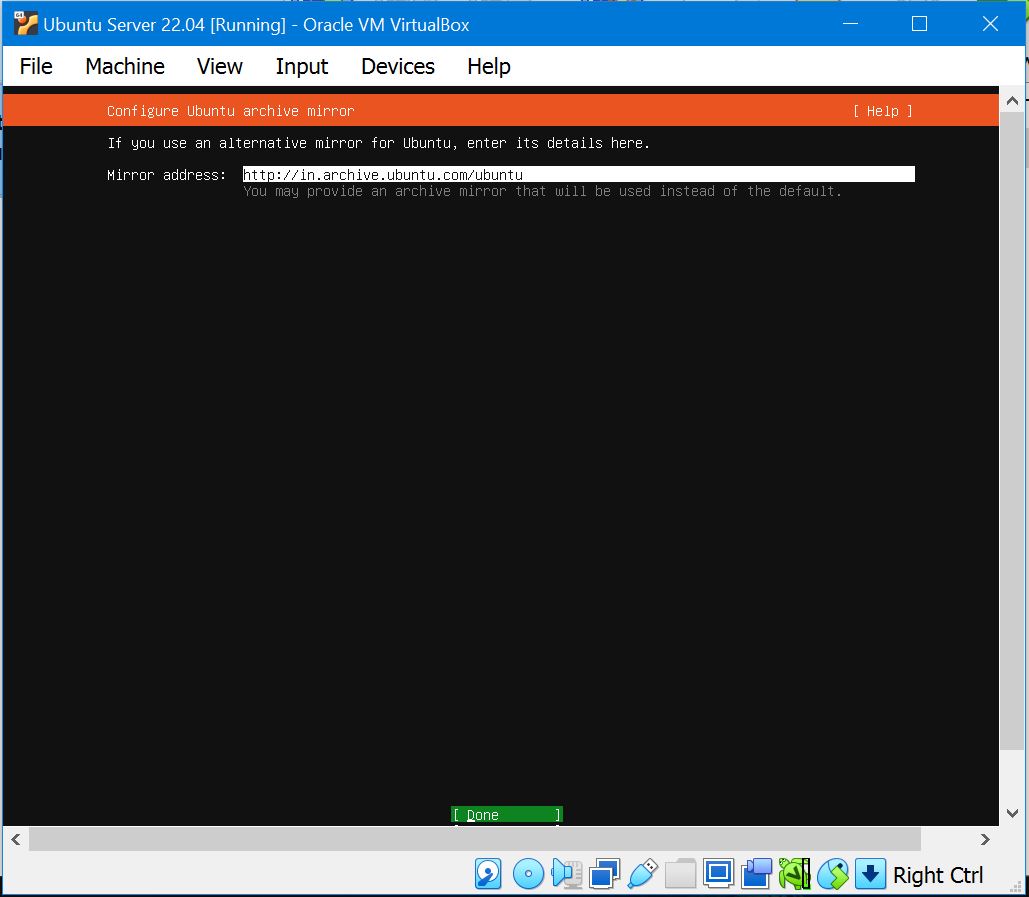 Ubuntu Server 22.04 [Running] - Oracle VM VirtualBox
File Machine View Input Devices Help
Configure Ubuntu archive mirror [ Help ]
If you use an alternative mirror for Ubuntu, enter its details here.
Mirror address: http://in.archive.ubuntu.com/ubuntu
You may provide an archive mirror that will be used instead of the default.
[ Done ]
Right Ctrl